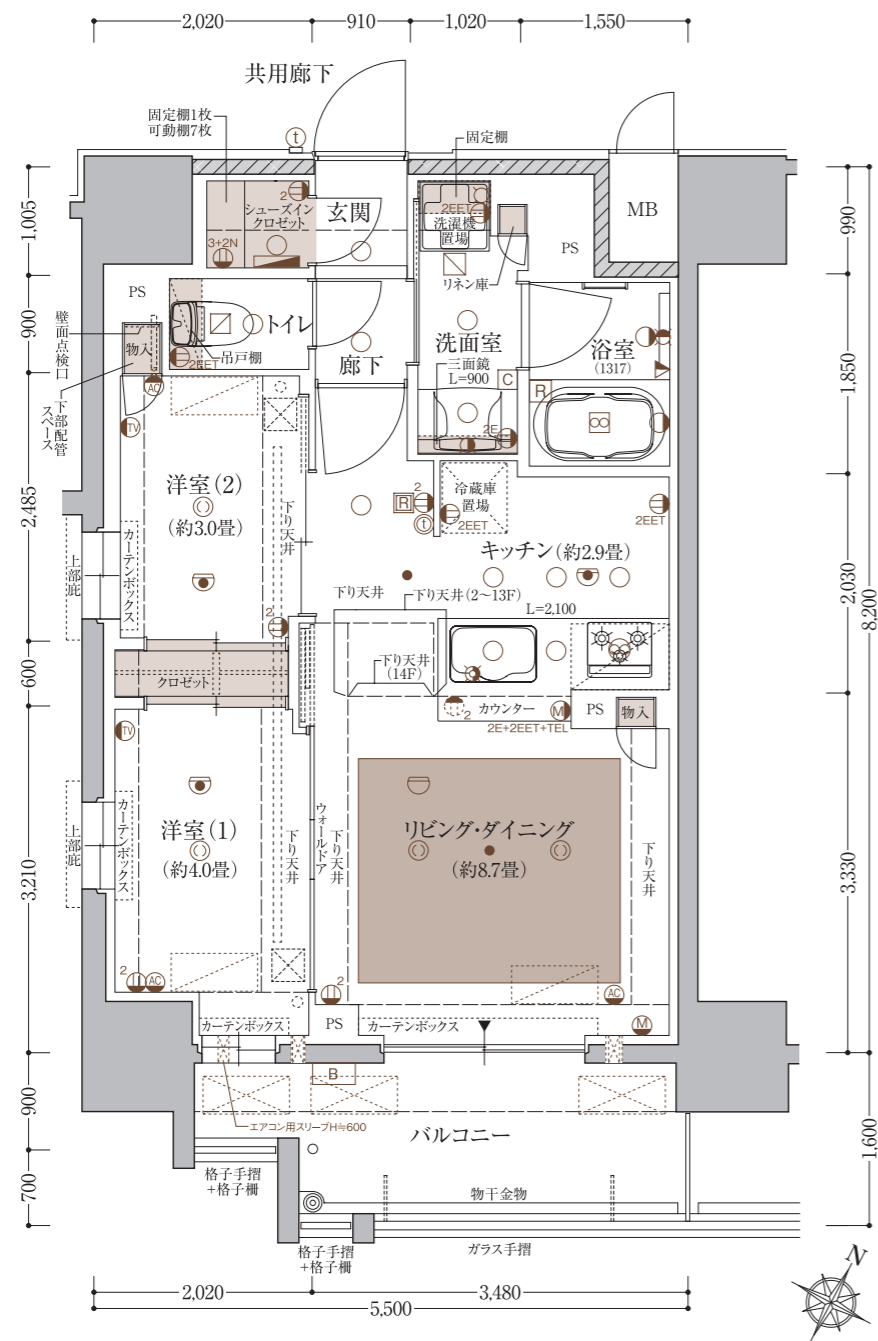 2,020
910
1,020
1,550
共用廊下
固定棚1枚
可動棚7枚
t
固定棚
MB
1,005
990
2
シューズイン
クロゼット
玄関
2EET
洗濯機
置場
3+2N
PS
リネン庫
PS
900
壁面点検口
物入
トイレ
吊戸棚
2EET
廊下
洗面室
三面鏡
L=900
C
浴室
(1317)
1,850
下部配管
スペース
AC
TV
R
2E
洋室(2)
(約3.0畳)
2,485
下り天井
R
2
t
冷蔵庫
置場
2EET
2EET
キッチン(約2.9畳)
上部庇
カーテンボックス
2
下り天井
下り天井(2〜13F)
L=2,100
2,030
8,200
600
クロゼット
下り天井
(14F)
2
カウンター
M
2E+2EET+TEL
PS
物入
TV
洋室(1)
(約4.0畳)
上部庇
カーテンボックス
下り天井
ウォールドア
下り天井
リビング・ダイニング
(約8.7畳)
下り天井
3,210
3,330
2
AC
2
AC
カーテンボックス
PS
カーテンボックス
M
B
900
エアコン用スリーブH≒600
バルコニー
1,600
700
格子手摺
+格子柵
物干金物
格子手摺
+格子柵
ガラス手摺
N
2,020
3,480
5,500